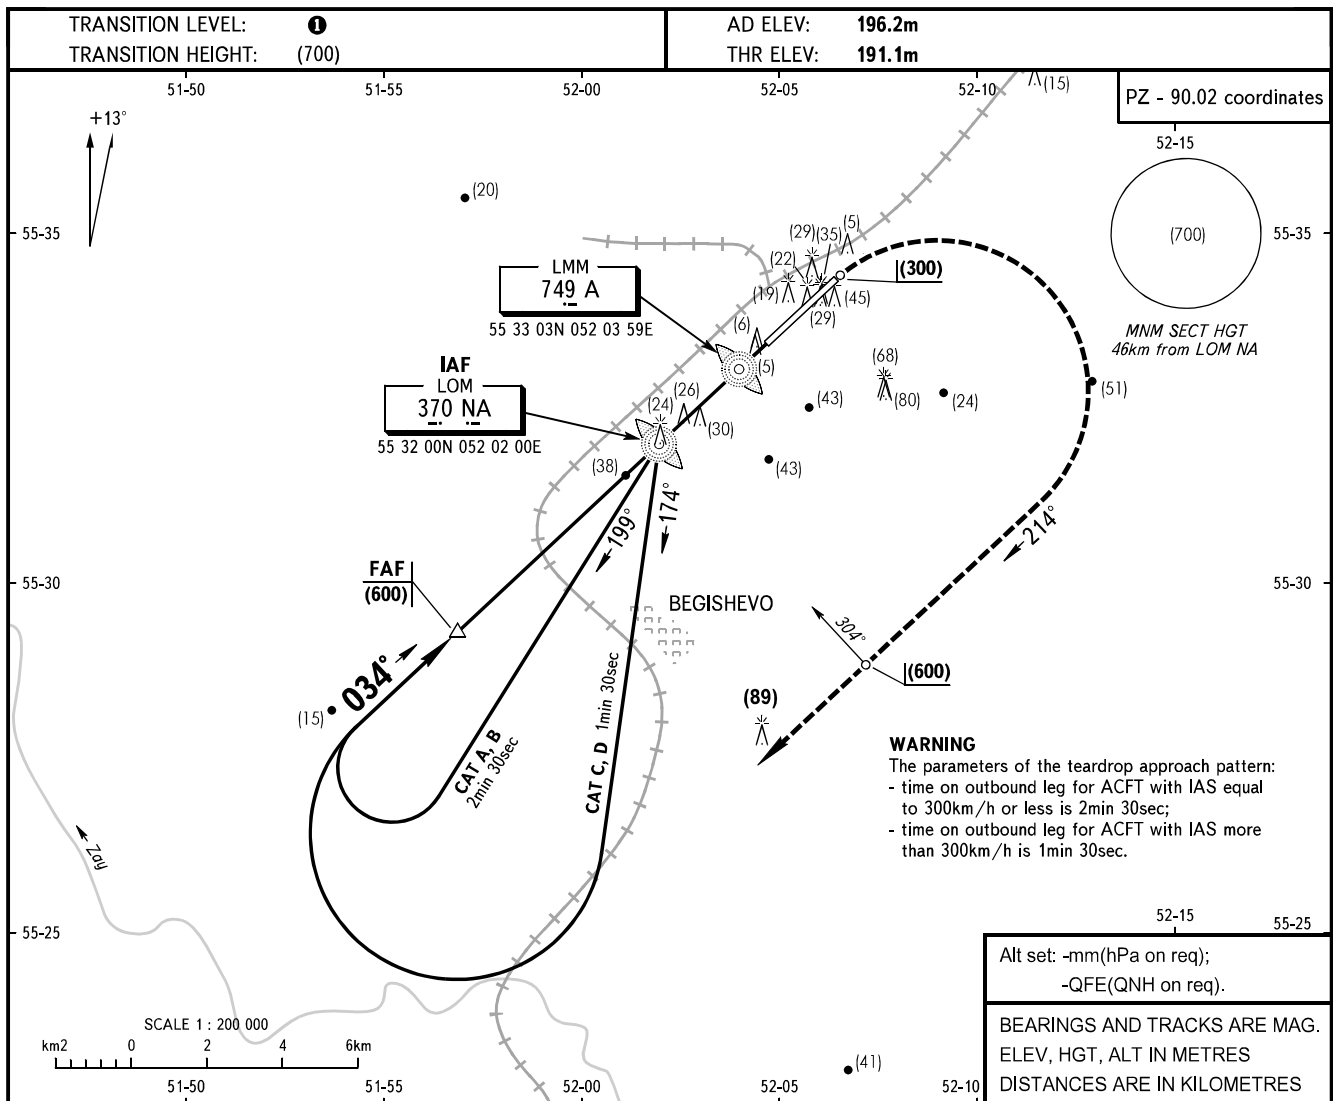 TRANSITION LEVEL: ❶
TRANSITION HEIGHT: (700)
AD ELEV: 196.2m
THR ELEV: 191.1m
51-50
51-55
52-00
52-05
52-10
(15)
PZ - 90.02 coordinates
52-15
+13°
(20)
55-35
55-35
(700)
MNM SECT HGT
46km from LOM NA
(29)
(35)
(5)
(22)
(19)
(45)
(29)
(300)
LMM
749 A
55 33 03N 052 03 59E
(6)
(5)
IAF
LOM
370 NA
55 32 00N 052 02 00E
(24)
(26)
(30)
(38)
(68)
(80)
(43)
(24)
(51)
(43)
199°
174°
214°
FAF
(600)
55-30
55-30
BEGISHEVO
304°
(600)
(89)
034°
(15)
CAT A, B
2min 30sec
CAT C, D 1min 30sec
WARNING
The parameters of the teardrop approach pattern:
- time on outbound leg for ACFT with IAS equal
to 300km/h or less is 2min 30sec;
- time on outbound leg for ACFT with IAS more
than 300km/h is 1min 30sec.
Zay
52-15
55-25
55-25
Alt set: -mm(hPa on req);
-QFE(QNH on req).
SCALE 1 : 200 000
km2 0 2 4 6km
(41)
BEARINGS AND TRACKS ARE MAG.
ELEV, HGT, ALT IN METRES
DISTANCES ARE IN KILOMETRES
51-50
51-55
52-00
52-05
52-10